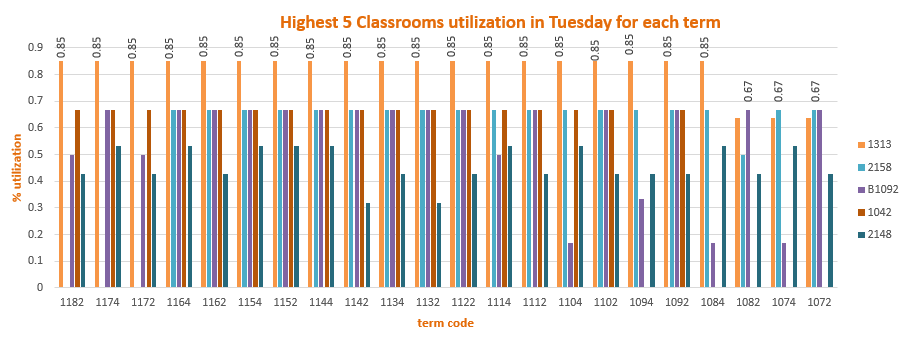 Highest 5 Classrooms utilization in Tuesday for each term
0.85 0.85 0.85 0.85 0.85 0.85 0.85 0.85 0.85 0.85 0.85 0.85 0.85 0.85 0.85 0.85 0.85 0.85 0.85 0.67 0.67 0.67
0.9
0.8
0.7
0.6
0.5
0.4
0.3
0.2
0.1
0
% utilization
1313
2158
B1092
1042
2148
1182 1174 1172 1164 1162 1154 1152 1144 1142 1134 1132 1122 1114 1112 1104 1102 1094 1092 1084 1082 1074 1072
term code